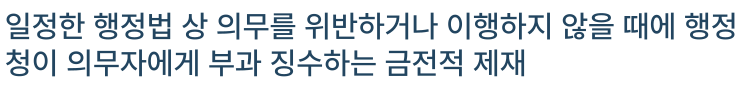 일정한 행정법 상 의무를 위반하거나 이행하지 않을 때에 행정
청이 의무자에게 부과 징수하는 금전적 제재